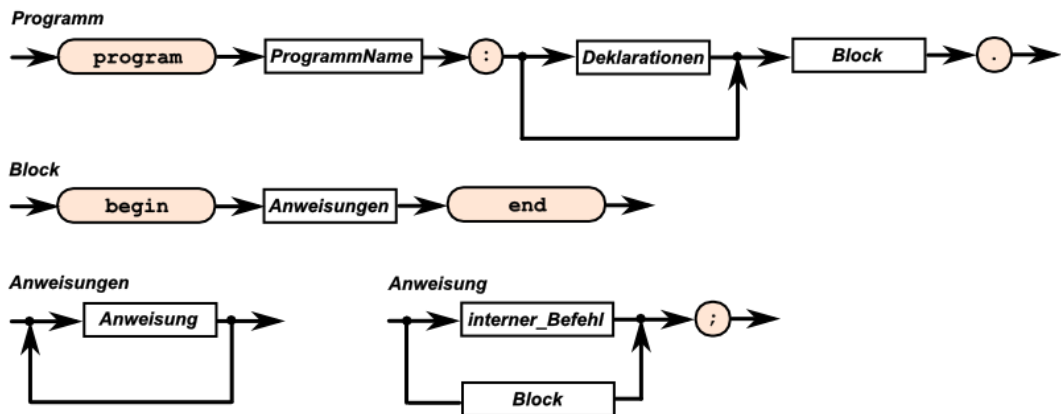 Programm
program ProgrammName : Deklarationen Block .
Block
begin Anweisungen end
Anweisungen Anweisung
Anweisung interner_Befehl ;
Block